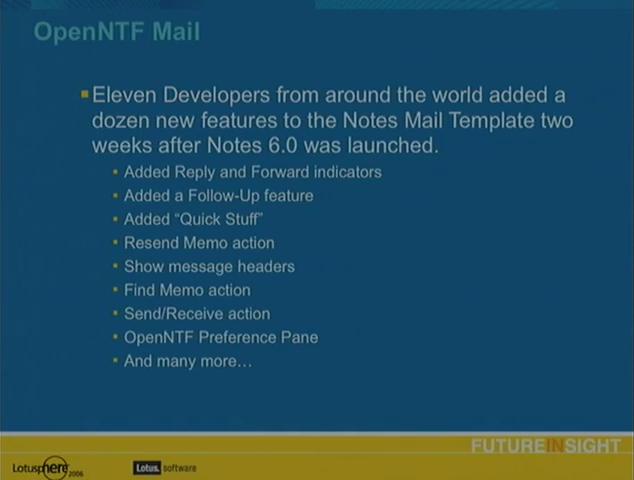 OpenNTF Mail
Eleven Developers from around the world added a
dozen new features to the Notes Mail Template two
weeks after Notes 6.0 was launched.
Added Reply and Forward indicators
Added a Follow-Up feature
Added “Quick Stuff”
Resend Memo action
Show message headers
Find Memo action
Send/Receive action
OpenNTF Preference Pane
And many more…
FUTUREINSIGHT
Lotusphere 2006
Lotus. software